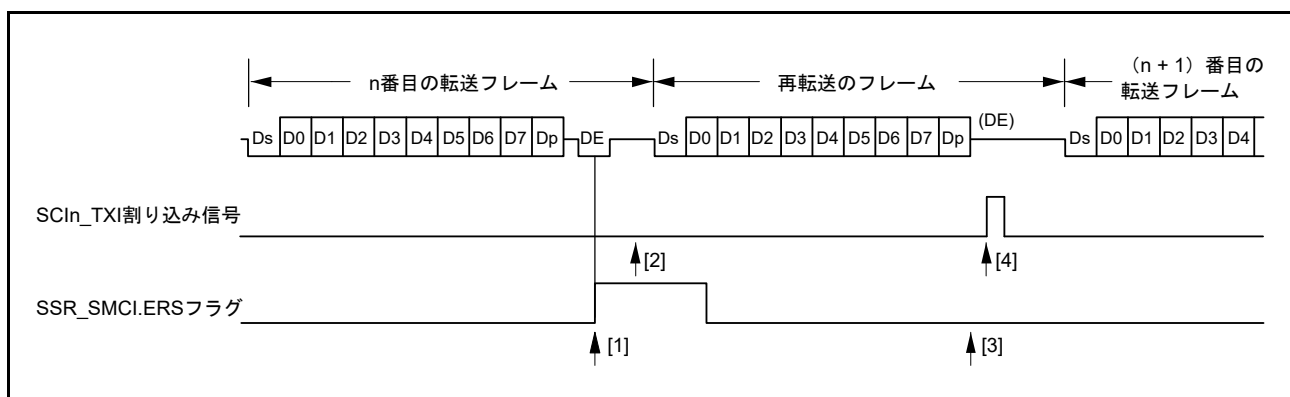 n番目の転送フレーム
再転送のフレーム
（n + 1）番目の
転送フレーム
Ds D0 D1 D2 D3 D4 D5 D6 D7 Dp DE Ds D0 D1 D2 D3 D4 D5 D6 D7 Dp (DE) Ds D0 D1 D2 D3 D4
SCIn_TXI割り込み信号
[2] [4]
SSR_SMCI.ERSフラグ
[1] [3]